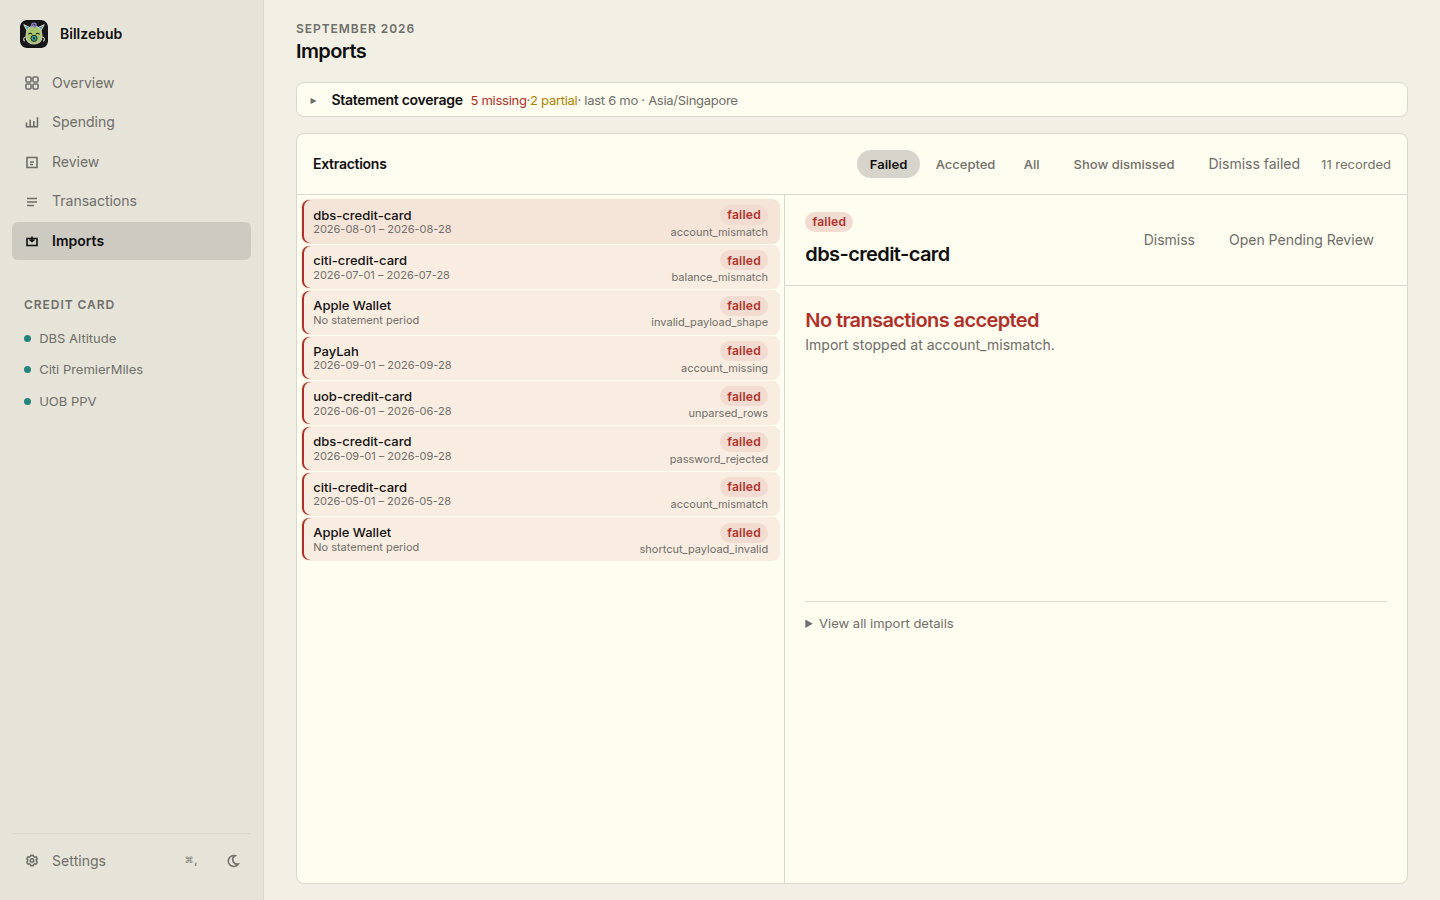 Billzebub
Overview
Spending
Review
Transactions
Imports
CREDIT CARD
DBS Altitude
Citi PremierMiles
UOB PPV
Settings
⌘,
SEPTEMBER 2026
Imports
▸ Statement coverage 5 missing·2 partial· last 6 mo · Asia/Singapore
Extractions
Failed Accepted All Show dismissed Dismiss failed 11 recorded
dbs-credit-card failed
2026-08-01 – 2026-08-28 account_mismatch
citi-credit-card failed
2026-07-01 – 2026-07-28 balance_mismatch
Apple Wallet failed
No statement period invalid_payload_shape
PayLah failed
2026-09-01 – 2026-09-28 account_missing
uob-credit-card failed
2026-06-01 – 2026-06-28 unparsed_rows
dbs-credit-card failed
2026-09-01 – 2026-09-28 password_rejected
citi-credit-card failed
2026-05-01 – 2026-05-28 account_mismatch
Apple Wallet failed
No statement period shortcut_payload_invalid
failed
dbs-credit-card
Dismiss Open Pending Review
No transactions accepted
Import stopped at account_mismatch.
▶ View all import details